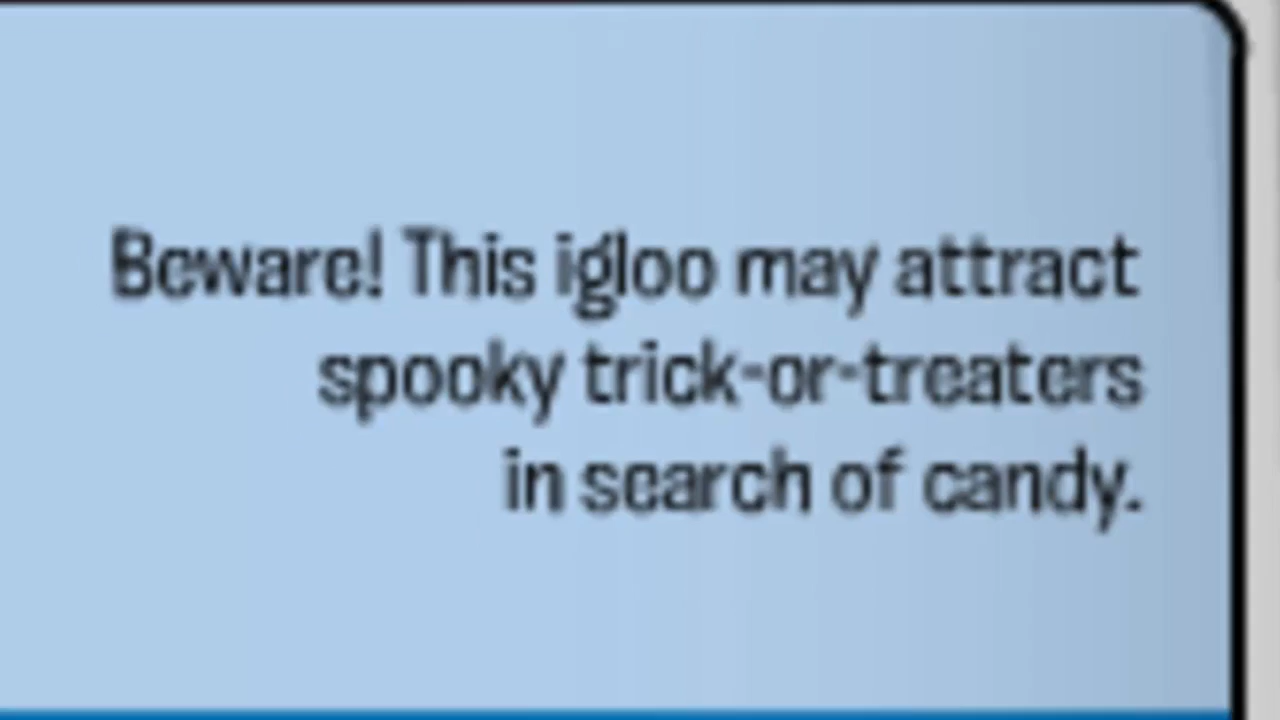 Beware! This igloo may attract
spooky trick-or-treaters
in search of candy.